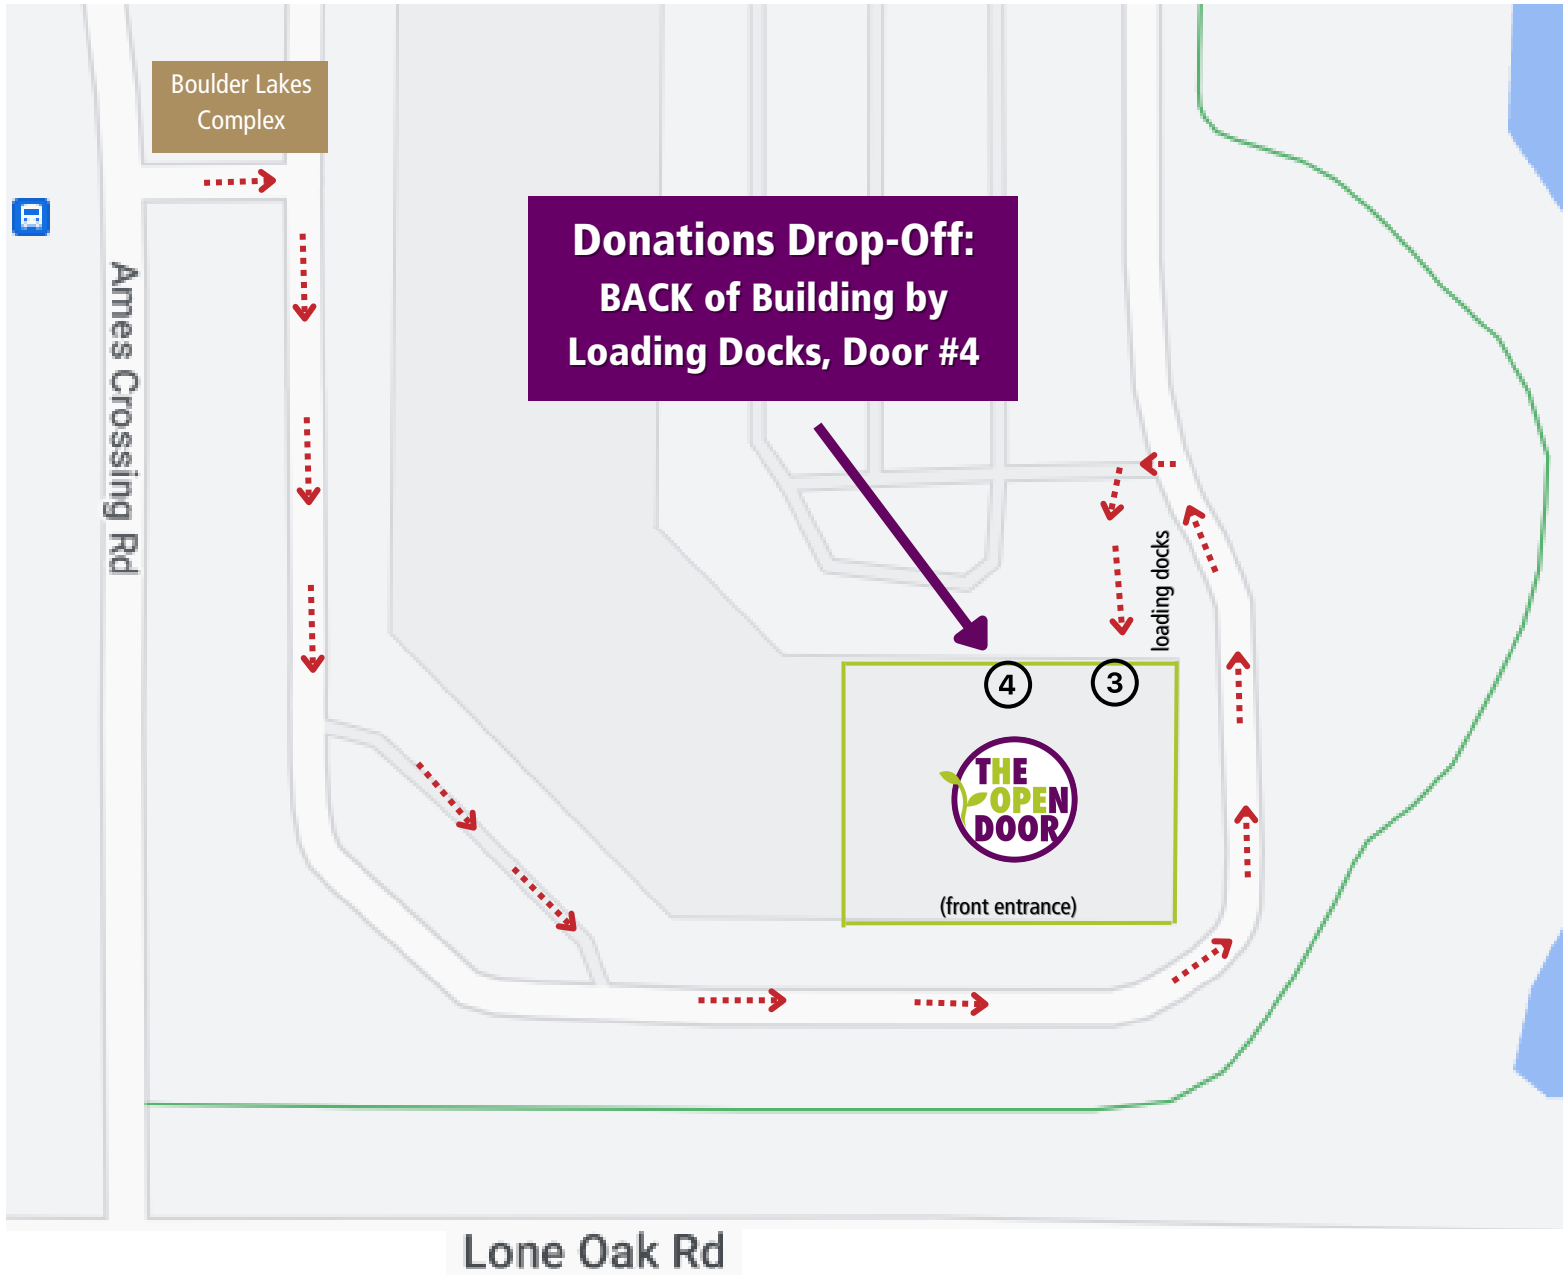 Boulder Lakes
Complex
Ames Crossing Rd
Donations Drop-Off:
BACK of Building by
Loading Docks, Door #4
loading docks
4
3
THE
OPEN
DOOR
(front entrance)
Lone Oak Rd